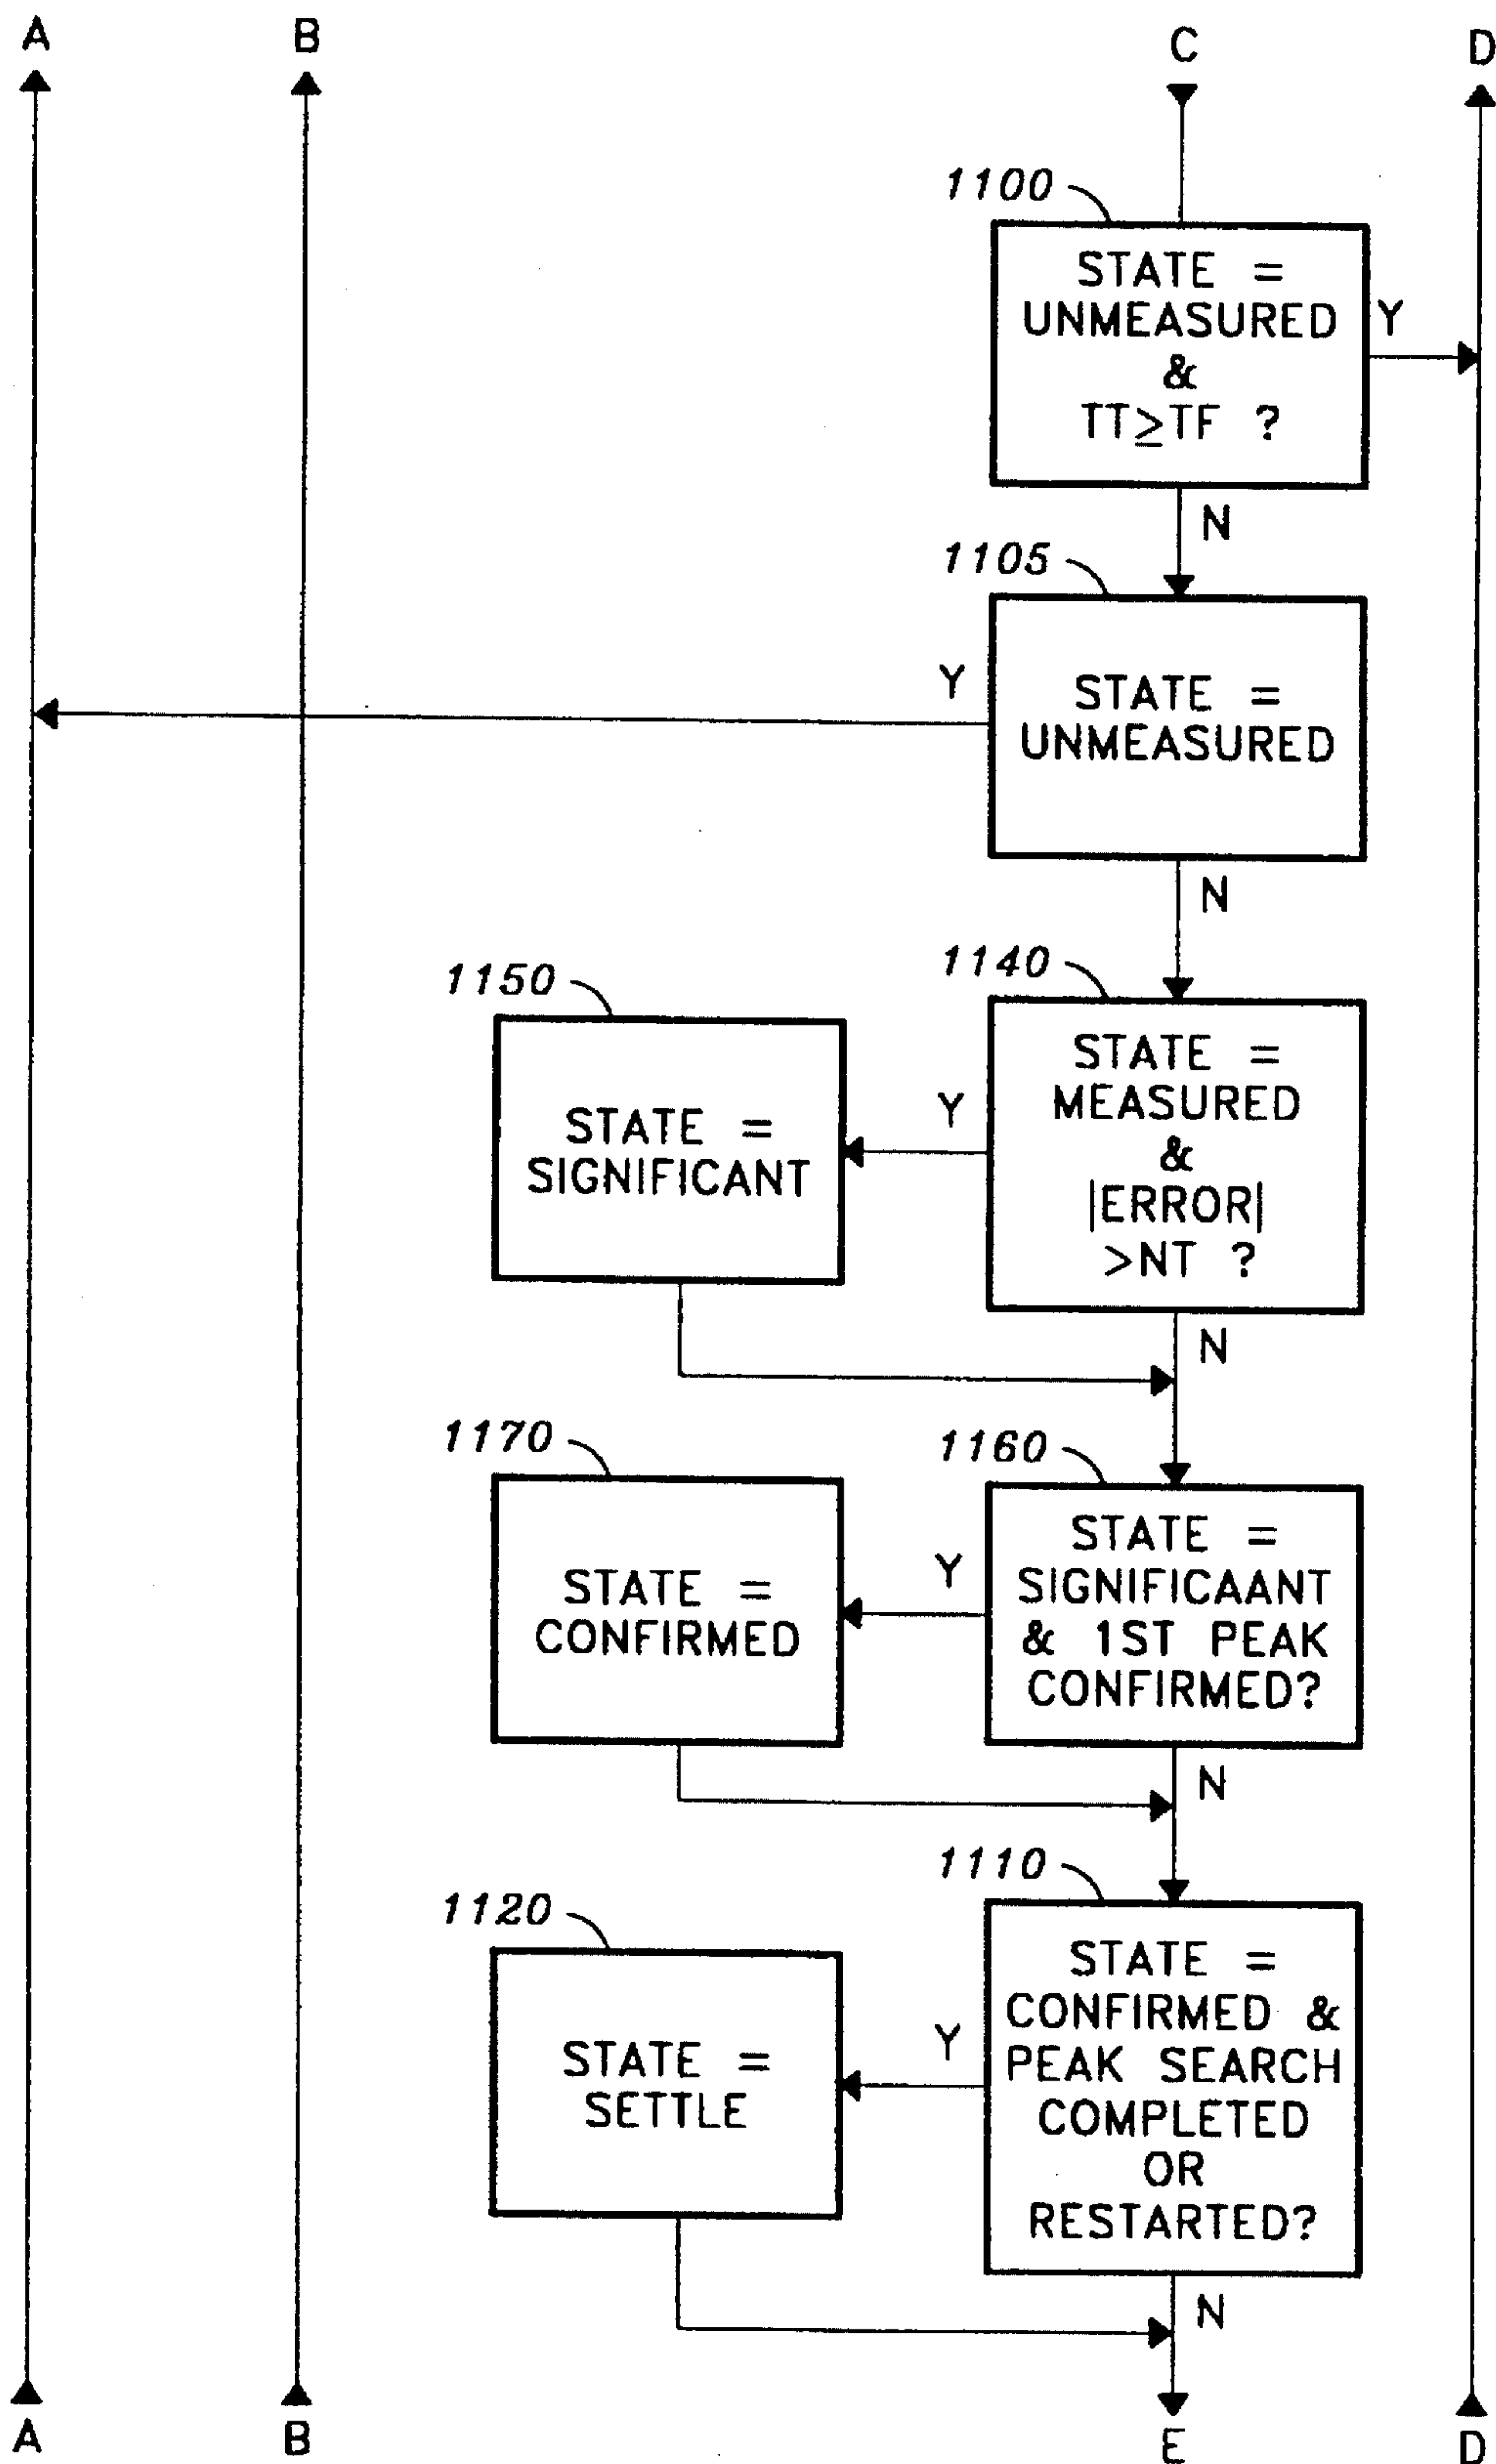 A
B
C
D
1100
STATE =
UNMEASURED
&
TT≥TF ?
Y
N
1105
STATE =
UNMEASURED
Y
N
1140
STATE =
MEASURED
&
|ERROR|
>NT ?
Y
N
1150
STATE =
SIGNIFICANT
1160
STATE =
SIGNIFICAANT
& 1ST PEAK
CONFIRMED?
Y
N
1170
STATE =
CONFIRMED
1110
STATE =
CONFIRMED &
PEAK SEARCH
COMPLETED
OR
RESTARTED?
Y
N
1120
STATE =
SETTLE
A
B
E
D